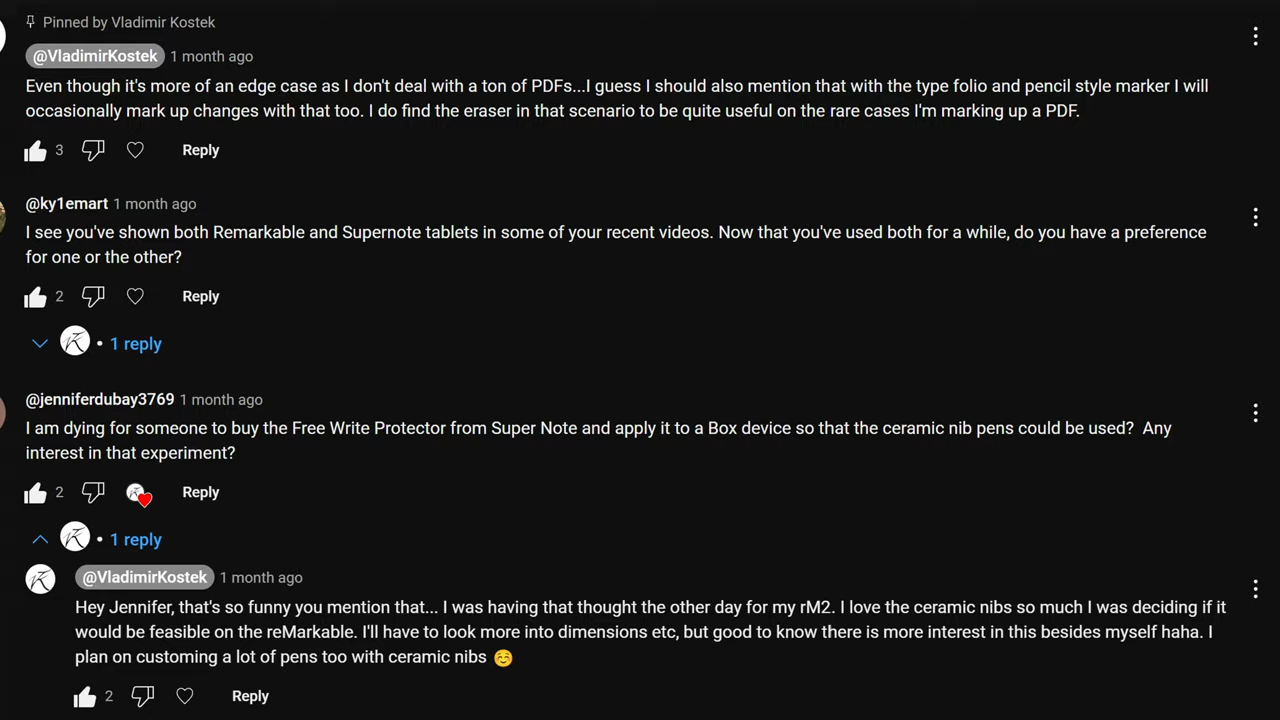 Pinned by Vladimir Kostek
@VladimirKostek 1 month ago
Even though it's more of an edge case as I don't deal with a ton of PDFs...I guess I should also mention that with the type folio and pencil style marker I will
occasionally mark up changes with that too. I do find the eraser in that scenario to be quite useful on the rare cases I'm marking up a PDF.
3 Reply
@ky1emart 1 month ago
I see you've shown both Remarkable and Supernote tablets in some of your recent videos. Now that you've used both for a while, do you have a preference
for one or the other?
2 Reply
• 1 reply
@jenniferdubay3769 1 month ago
I am dying for someone to buy the Free Write Protector from Super Note and apply it to a Box device so that the ceramic nib pens could be used? Any
interest in that experiment?
2 Reply
• 1 reply
@VladimirKostek 1 month ago
Hey Jennifer, that's so funny you mention that... I was having that thought the other day for my rM2. I love the ceramic nibs so much I was deciding if it
would be feasible on the reMarkable. I'll have to look more into dimensions etc, but good to know there is more interest in this besides myself haha. I
plan on customing a lot of pens too with ceramic nibs ☺️
2 Reply